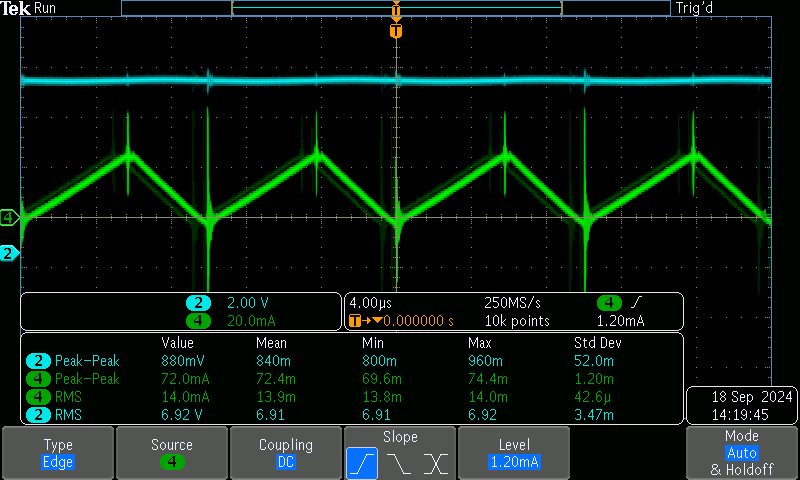 Tek Run Trig'd
T
T
4
2
2 2.00 V
4 20.0mA
4.00µs 250MS/s 4
T→▼0.000000 s 10k points 1.20mA
Value Mean Min Max Std Dev
2 Peak–Peak 880mV 840m 800m 960m 52.0m
4 Peak–Peak 72.0mA 72.4m 69.6m 74.4m 1.20m
4 RMS 14.0mA 13.9m 13.8m 14.0m 42.6µ
2 RMS 6.92 V 6.91 6.91 6.92 3.47m
18 Sep 2024
14:19:45
Type
Edge
Source
4
Coupling
DC
Slope
Level
1.20mA
Mode
Auto
& Holdoff